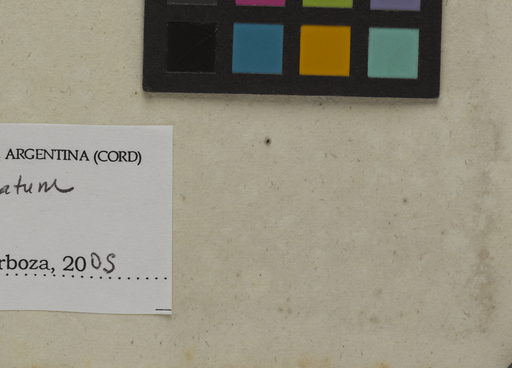 ARGENTINA (CORD)
atum
rboza, 2005